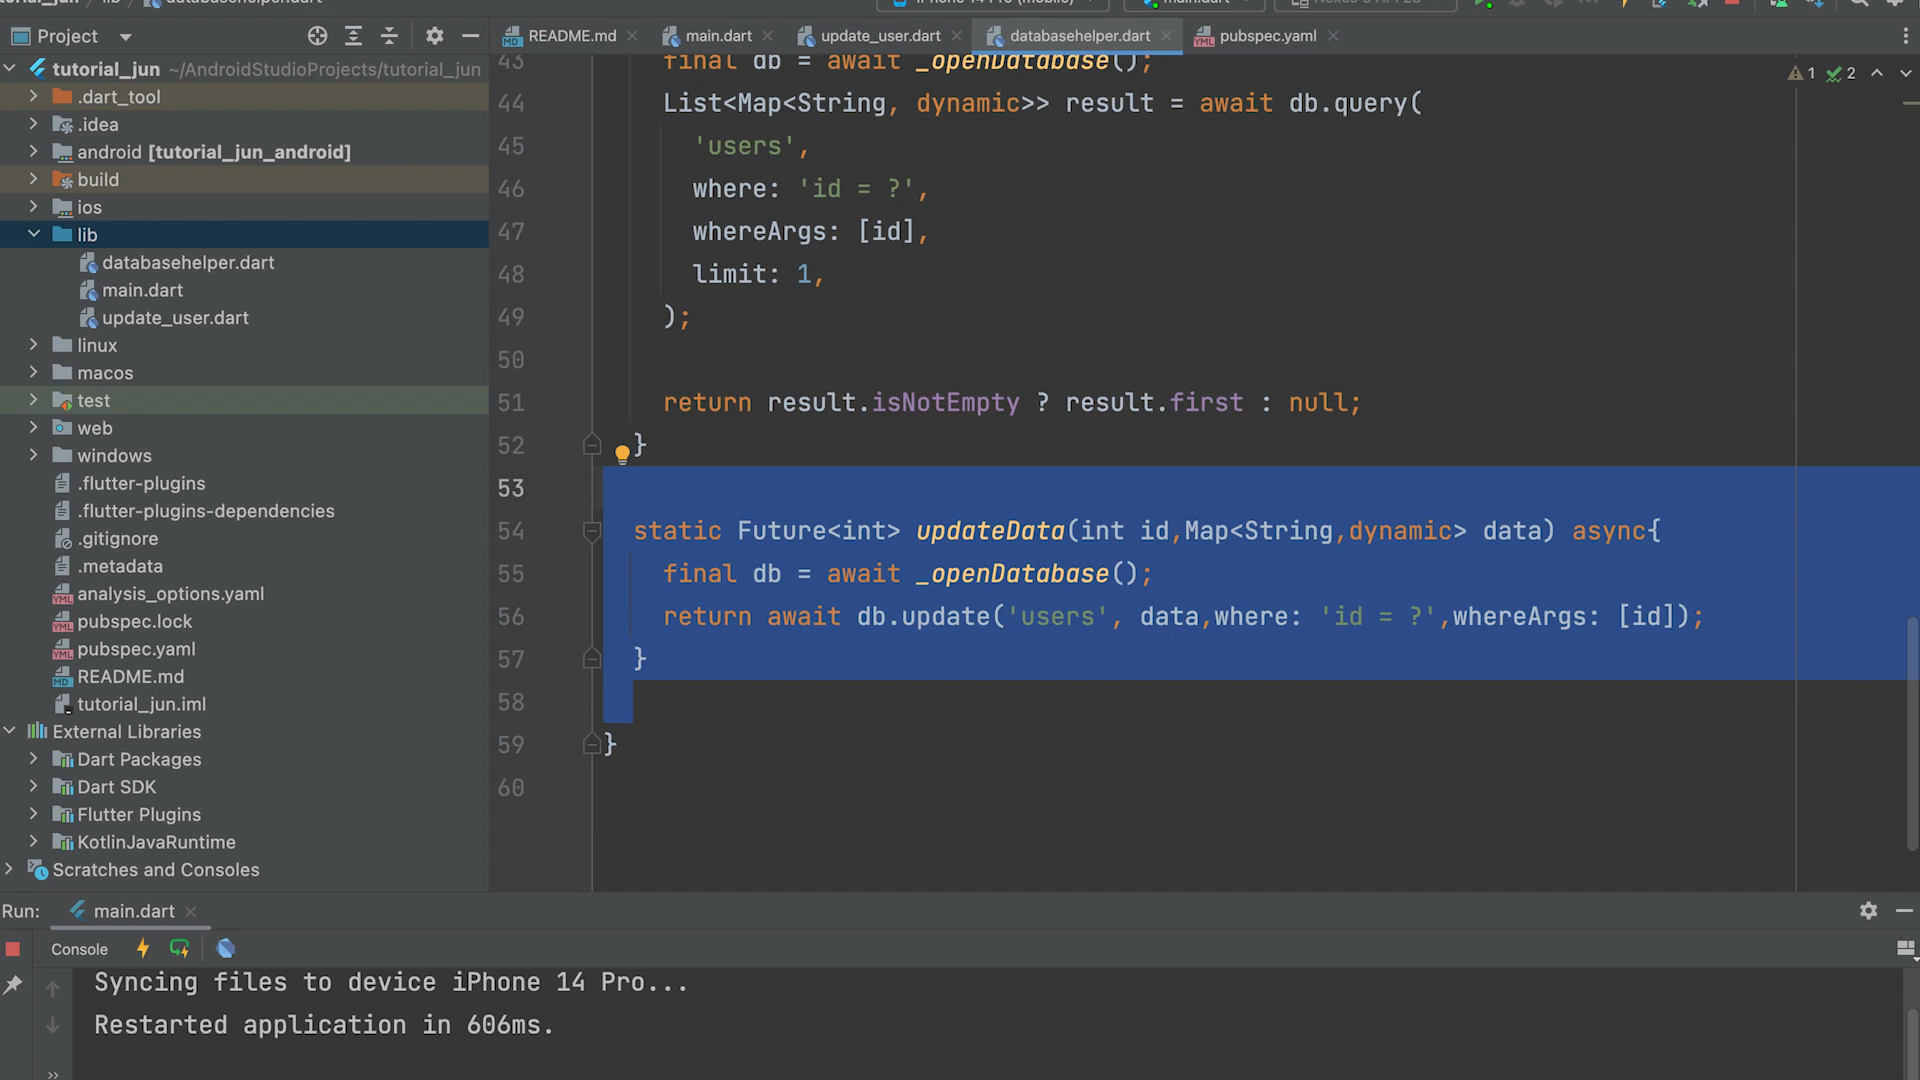 Project
README.md
main.dart
update_user.dart
databasehelper.dart
pubspec.yaml
tutorial_jun ~/AndroidStudioProjects/tutorial_jun
.dart_tool
.idea
android [tutorial_jun_android]
build
ios
lib
databasehelper.dart
main.dart
update_user.dart
linux
macos
test
web
windows
.flutter-plugins
.flutter-plugins-dependencies
.gitignore
.metadata
analysis_options.yaml
pubspec.lock
pubspec.yaml
README.md
tutorial_jun.iml
External Libraries
Dart Packages
Dart SDK
Flutter Plugins
KotlinJavaRuntime
Scratches and Consoles
1 2
43 final db = await _openDatabase();
44 List<Map<String, dynamic>> result = await db.query(
45 'users',
46 where: 'id = ?',
47 whereArgs: [id],
48 limit: 1,
49 );
50
51 return result.isNotEmpty ? result.first : null;
52 }
53
54 static Future<int> updateData(int id,Map<String,dynamic> data) async{
55 final db = await _openDatabase();
56 return await db.update('users', data,where: 'id = ?',whereArgs: [id]);
57 }
58
59 }
60
Run: main.dart
Console
Syncing files to device iPhone 14 Pro...
Restarted application in 606ms.